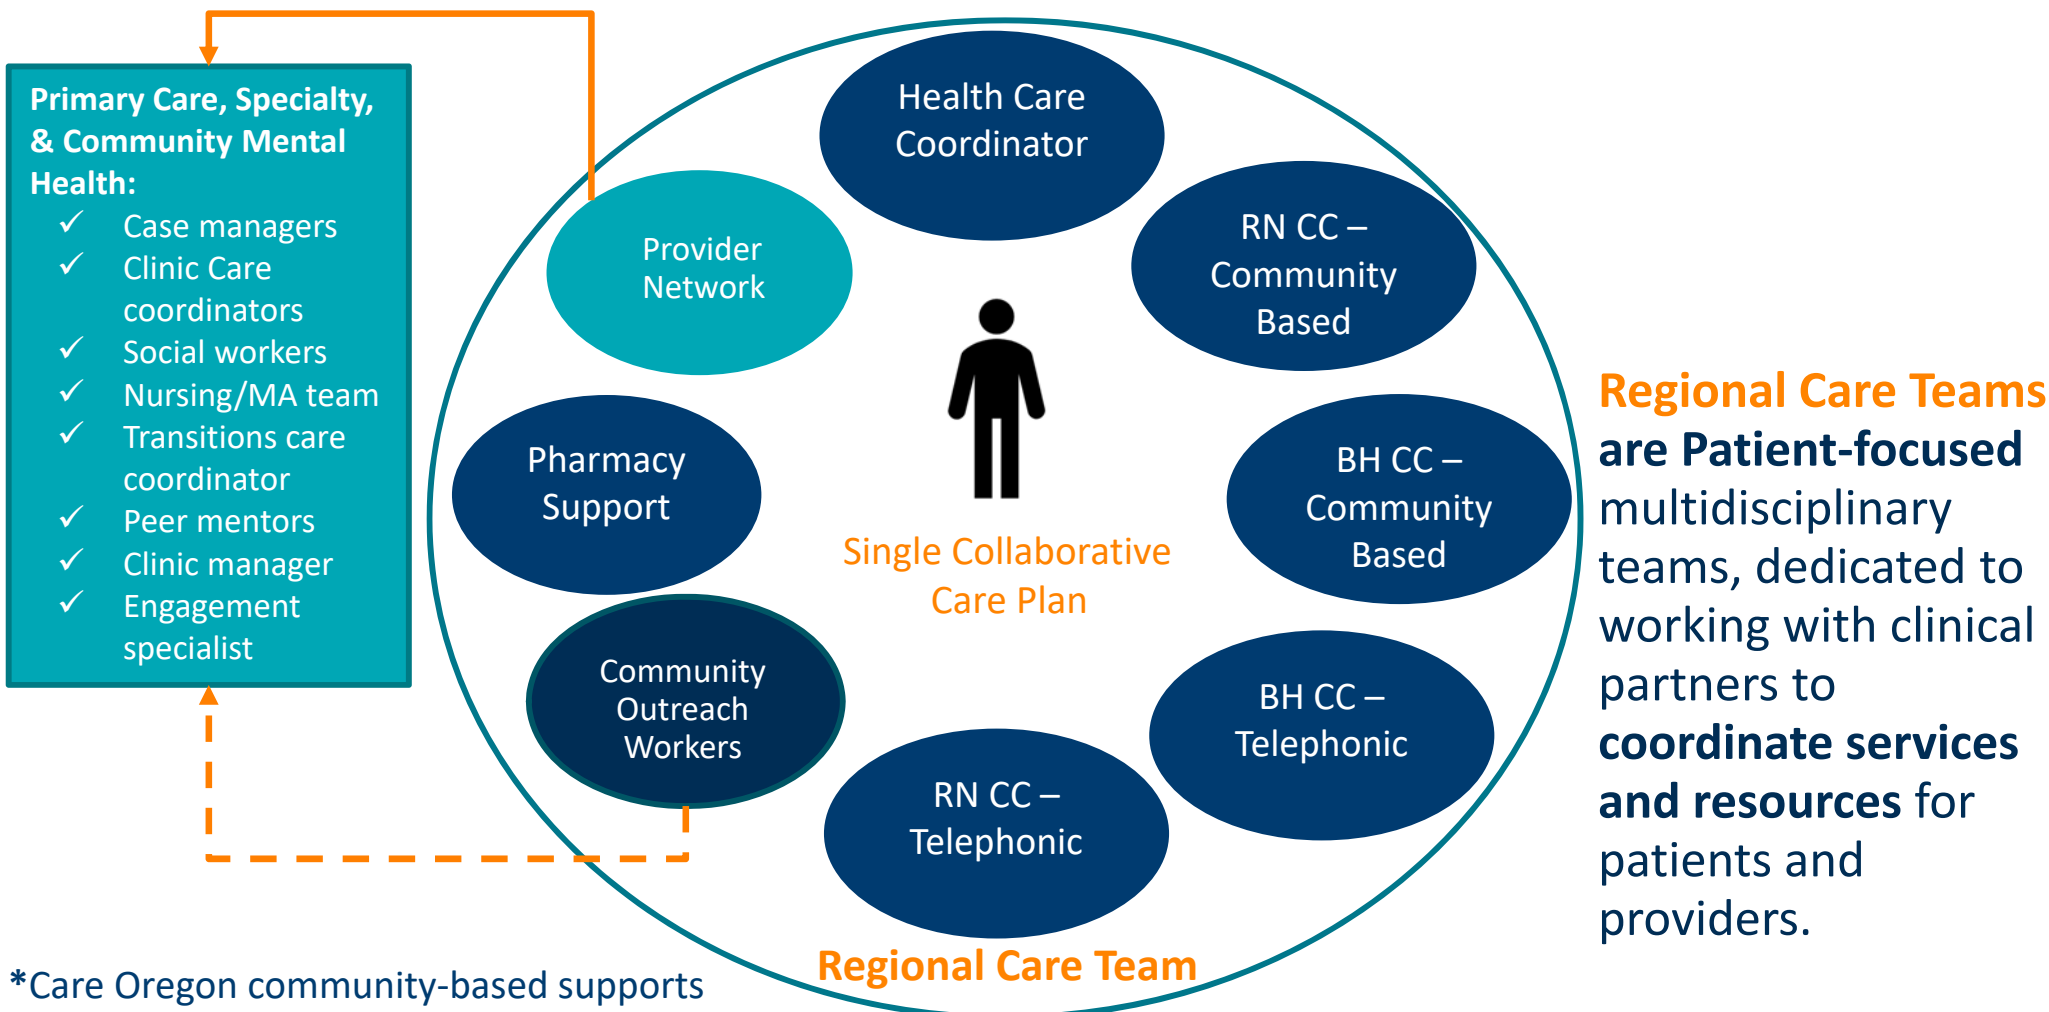 Primary Care, Specialty,
& Community Mental
Health:
✓ Case managers
✓ Clinic Care
coordinators
✓ Social workers
✓ Nursing/MA team
✓ Transitions care
coordinator
✓ Peer mentors
✓ Clinic manager
✓ Engagement
specialist
Health Care
Coordinator
RN CC –
Community
Based
BH CC –
Community
Based
BH CC –
Telephonic
RN CC –
Telephonic
Community
Outreach
Workers
Pharmacy
Support
Provider
Network
Single Collaborative
Care Plan
Regional Care Team
Regional Care Teams
are Patient-focused
multidisciplinary
teams, dedicated to
working with clinical
partners to
coordinate services
and resources for
patients and
providers.
*Care Oregon community-based supports